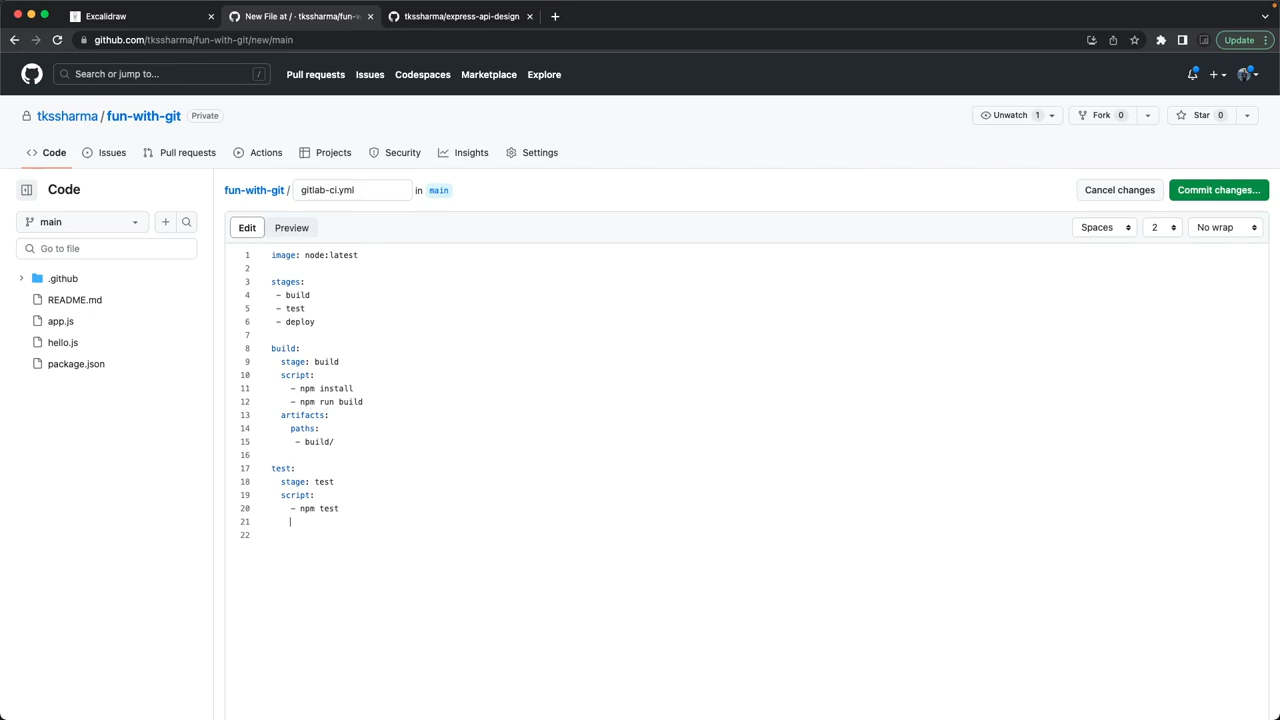 Excalidraw
New File at / · tkssharma/fun-w
tkssharma/express-api-design
github.com/tkssharma/fun-with-git/new/main
Update
Search or jump to...
/
Pull requests
Issues
Codespaces
Marketplace
Explore
tkssharma / fun-with-git
Private
Unwatch 1
Fork 0
Star 0
Code
Issues
Pull requests
Actions
Projects
Security
Insights
Settings
Code
main
Go to file
.github
README.md
app.js
hello.js
package.json
fun-with-git / gitlab-ci.yml in main
Cancel changes
Commit changes...
Edit
Preview
Spaces
2
No wrap
1 image: node:latest
2
3 stages:
4 - build
5 - test
6 - deploy
7
8 build:
9 stage: build
10 script:
11 - npm install
12 - npm run build
13 artifacts:
14 paths:
15 - build/
16
17 test:
18 stage: test
19 script:
20 - npm test
21
22